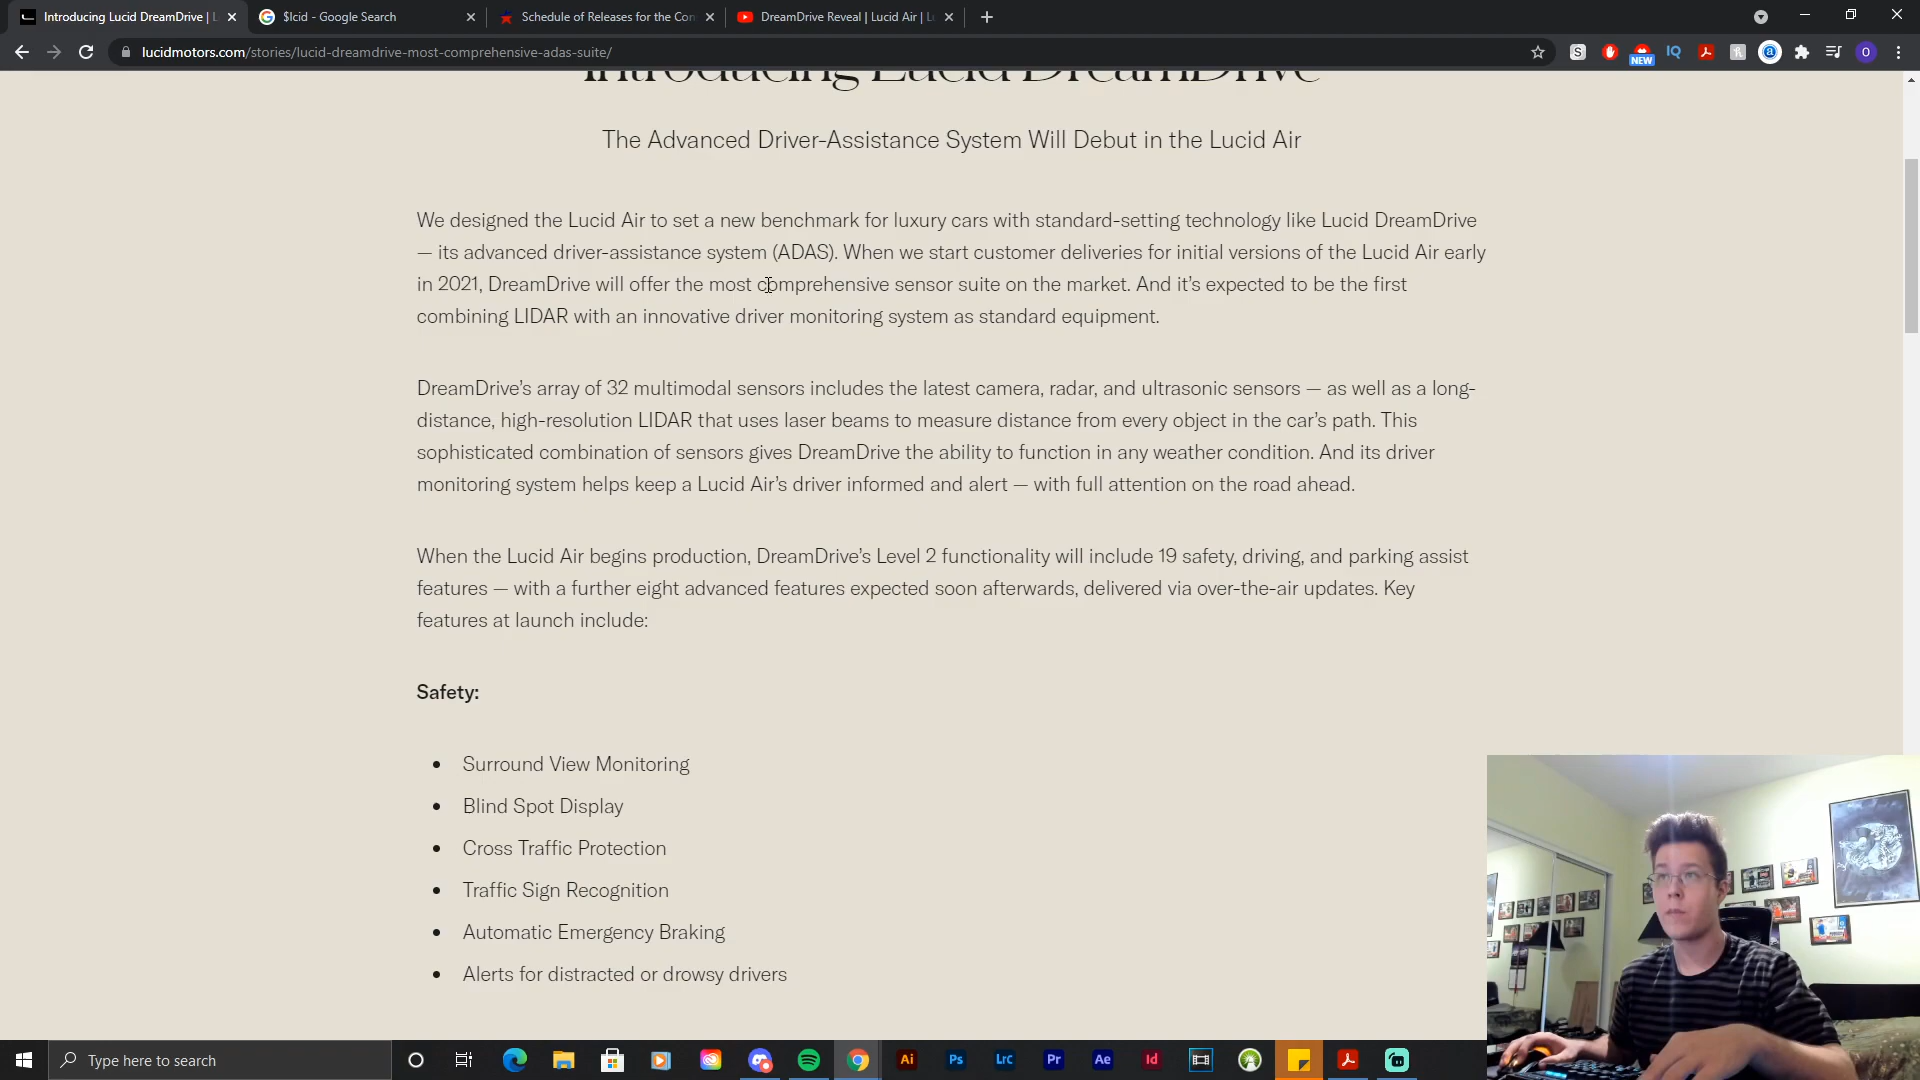 Introducing Lucid DreamDrive | L
$lcid - Google Search
Schedule of Releases for the Con
DreamDrive Reveal | Lucid Air | L
lucidmotors.com/stories/lucid-dreamdrive-most-comprehensive-adas-suite/
NEW
IQ
O
Introducing Lucid DreamDrive
The Advanced Driver-Assistance System Will Debut in the Lucid Air
We designed the Lucid Air to set a new benchmark for luxury cars with standard-setting technology like Lucid DreamDrive
— its advanced driver-assistance system (ADAS). When we start customer deliveries for initial versions of the Lucid Air early
in 2021, DreamDrive will offer the most comprehensive sensor suite on the market. And it’s expected to be the first
combining LIDAR with an innovative driver monitoring system as standard equipment.
DreamDrive’s array of 32 multimodal sensors includes the latest camera, radar, and ultrasonic sensors — as well as a long-
distance, high-resolution LIDAR that uses laser beams to measure distance from every object in the car’s path. This
sophisticated combination of sensors gives DreamDrive the ability to function in any weather condition. And its driver
monitoring system helps keep a Lucid Air’s driver informed and alert — with full attention on the road ahead.
When the Lucid Air begins production, DreamDrive’s Level 2 functionality will include 19 safety, driving, and parking assist
features — with a further eight advanced features expected soon afterwards, delivered via over-the-air updates. Key
features at launch include:
Safety:
• Surround View Monitoring
• Blind Spot Display
• Cross Traffic Protection
• Traffic Sign Recognition
• Automatic Emergency Braking
• Alerts for distracted or drowsy drivers
Type here to search
Ai Ps Lrc Pr Ae Id